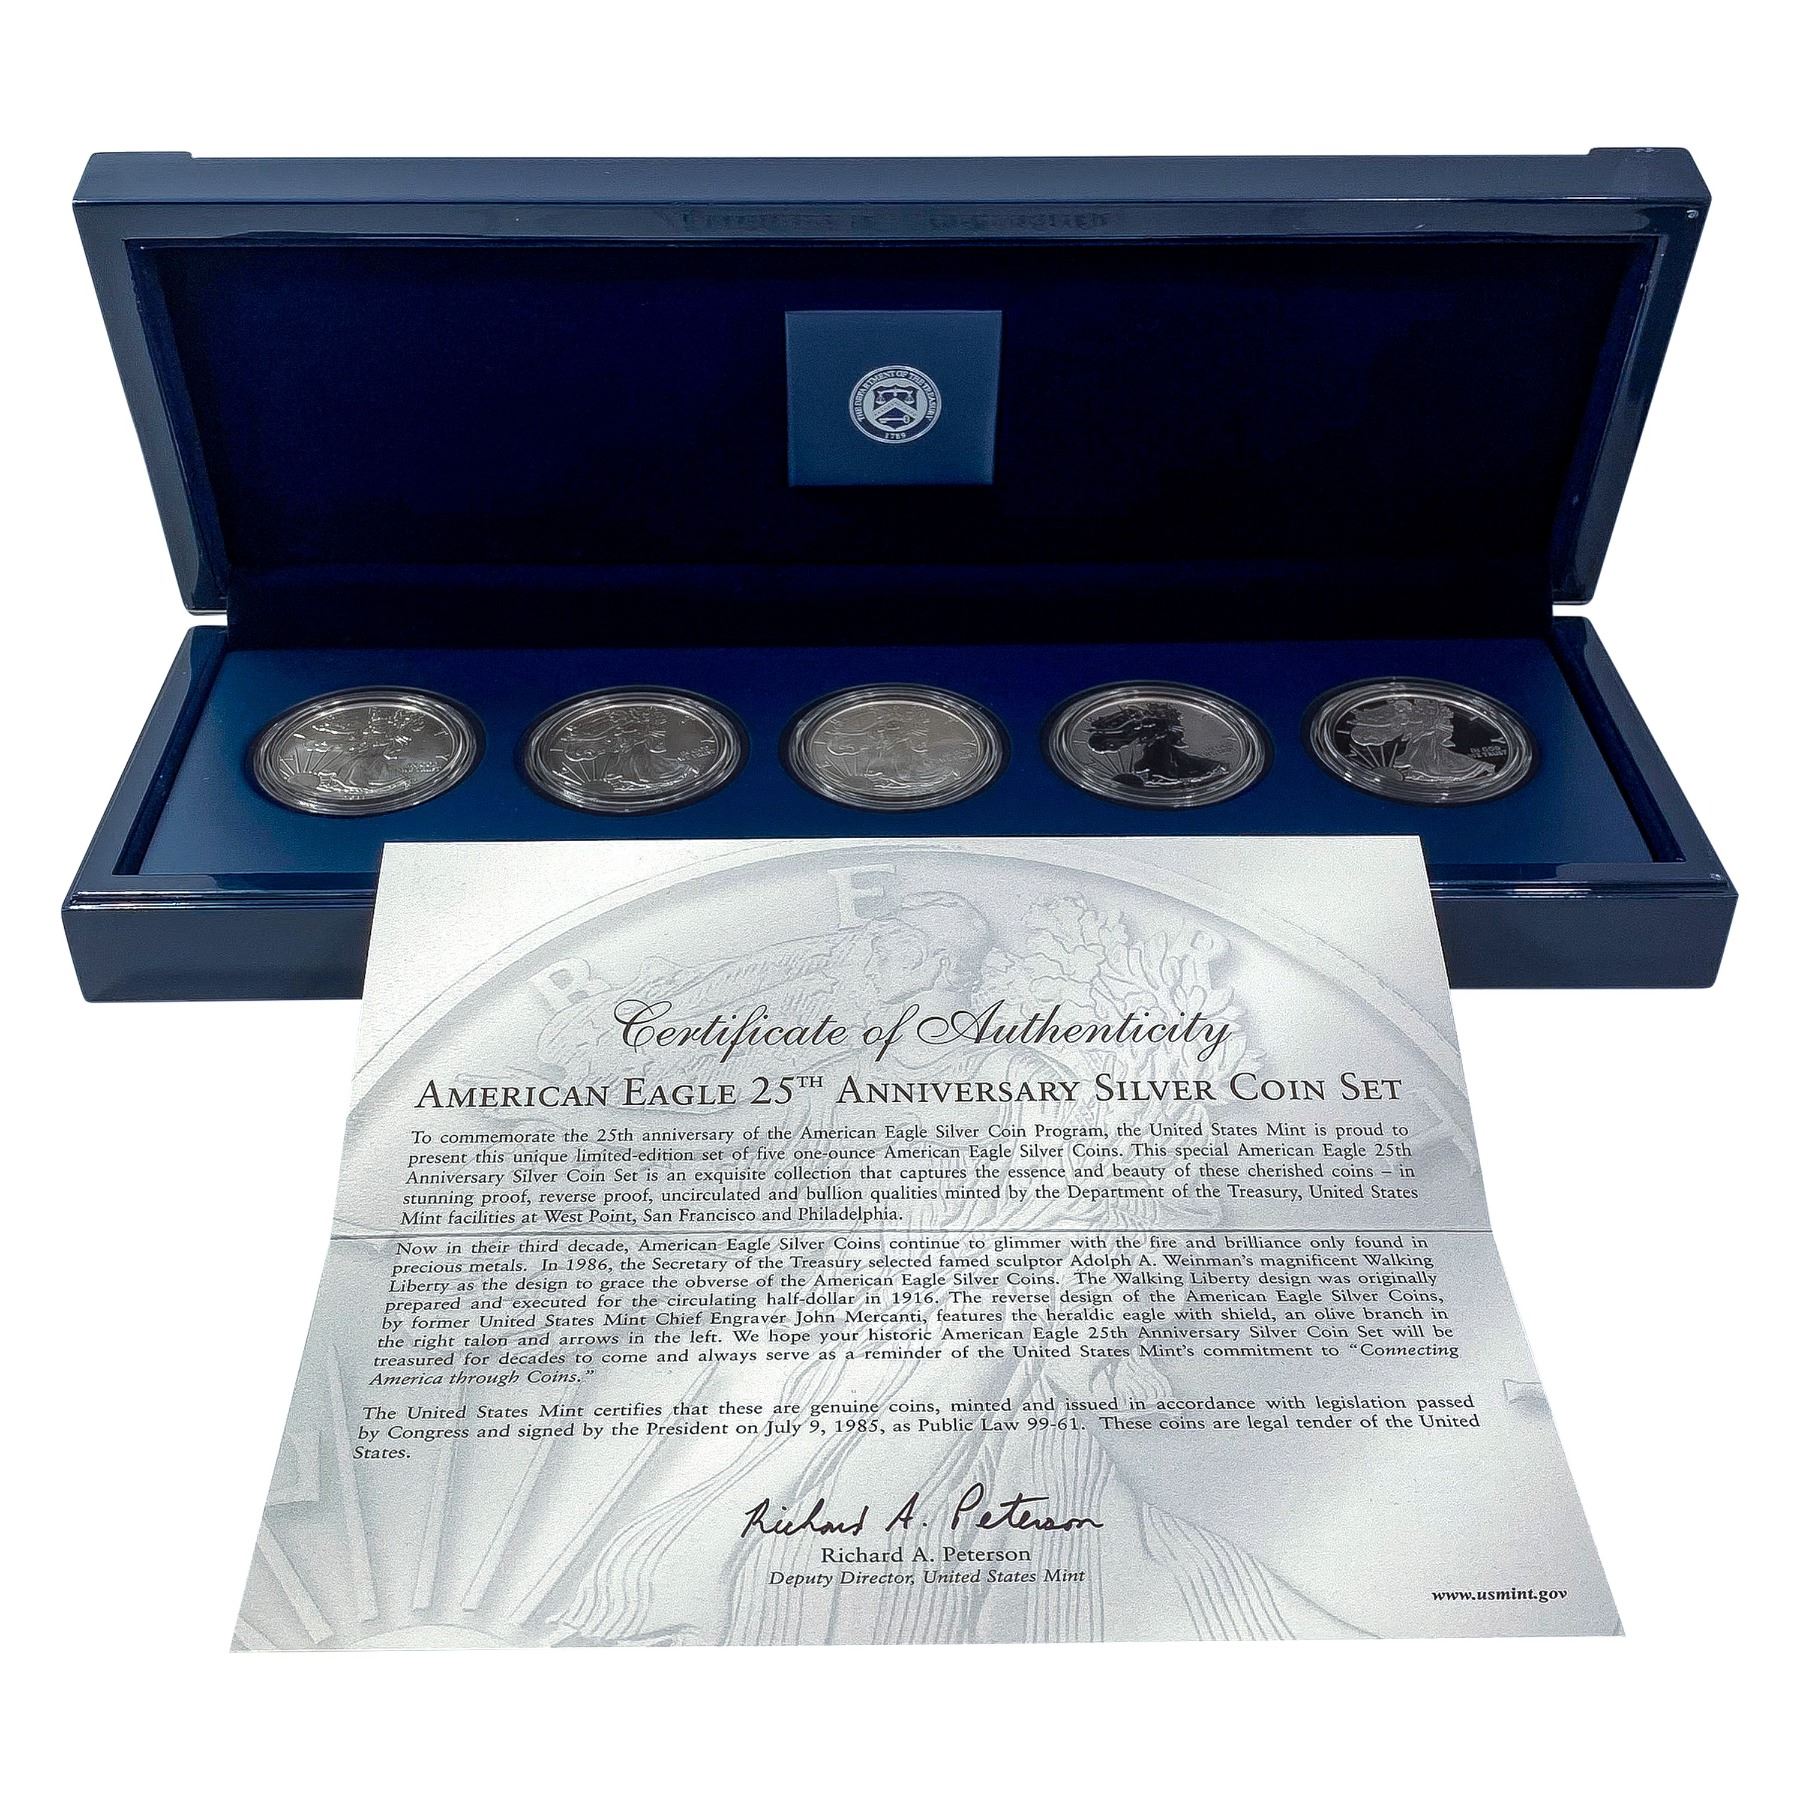 THE DEPARTMENT OF THE TREASURY
1789
IN GOD
WE TRUST
Certificate of Authenticity
AMERICAN EAGLE 25TH ANNIVERSARY SILVER COIN SET
To commemorate the 25th anniversary of the American Eagle Silver Coin Program, the United States Mint is proud to
present this unique limited-edition set of five one-ounce American Eagle Silver Coins. This special American Eagle 25th
Anniversary Silver Coin Set is an exquisite collection that captures the essence and beauty of these cherished coins – in
stunning proof, reverse proof, uncirculated and bullion qualities minted by the Department of the Treasury, United States
Mint facilities at West Point, San Francisco and Philadelphia.
Now in their third decade, American Eagle Silver Coins continue to glimmer with the fire and brilliance only found in
precious metals. In 1986, the Secretary of the Treasury selected famed sculptor Adolph A. Weinman's magnificent Walking
Liberty as the design to grace the obverse of the American Eagle Silver Coins. The Walking Liberty design was originally
prepared and executed for the circulating half-dollar in 1916. The reverse design of the American Eagle Silver Coins,
by former United States Mint Chief Engraver John Mercanti, features the heraldic eagle with shield, an olive branch in
the right talon and arrows in the left. We hope your historic American Eagle 25th Anniversary Silver Coin Set will be
treasured for decades to come and always serve as a reminder of the United States Mint's commitment to "Connecting
America through Coins."
The United States Mint certifies that these are genuine coins, minted and issued in accordance with legislation passed
by Congress and signed by the President on July 9, 1985, as Public Law 99-61. These coins are legal tender of the United
States.
Richard A. Peterson
Richard A. Peterson
Deputy Director, United States Mint
www.usmint.gov